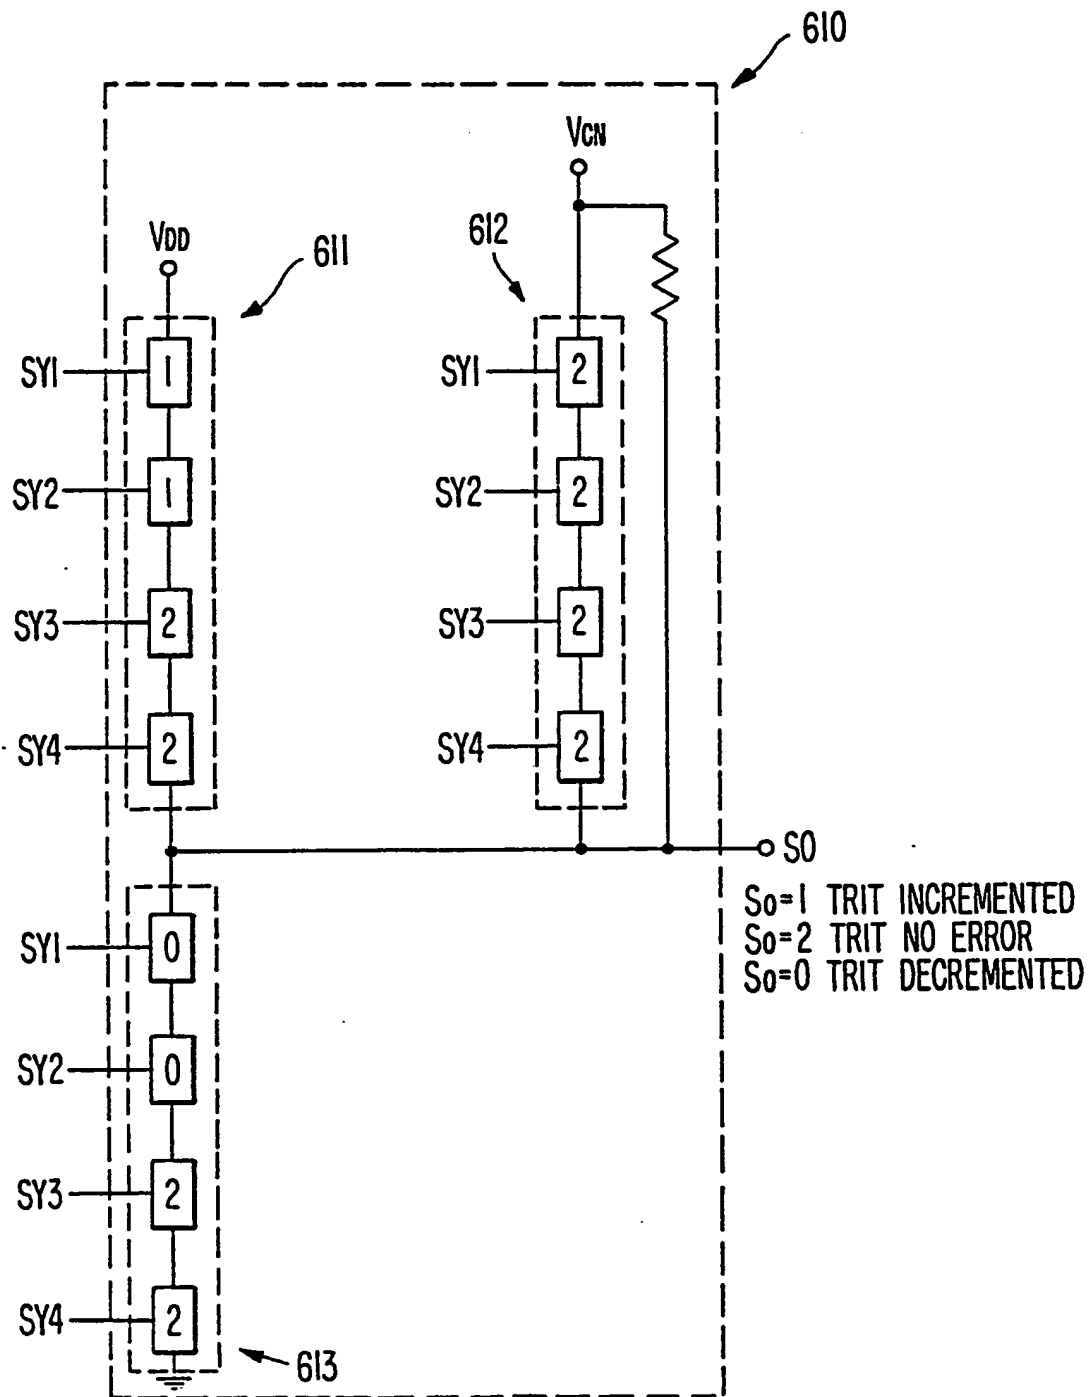 610
VCN
VDD
611
612
SY1
1
SY1
2
SY2
1
SY2
2
SY3
2
SY3
2
SY4
2
SY4
2
SO
So=1 TRIT INCREMENTED
So=2 TRIT NO ERROR
So=0 TRIT DECREMENTED
SY1
0
SY2
0
SY3
2
SY4
2
613